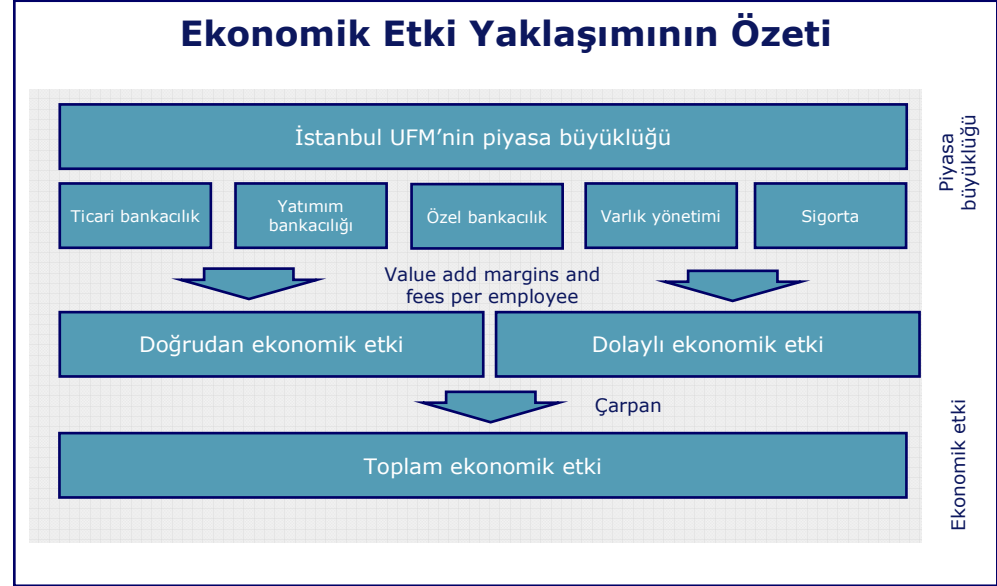 Ekonomik Etki Yaklaşımının Özeti
İstanbul UFM’nin piyasa büyüklüğü
Piyasa
büyüklüğü
Ticari bankacılık
Yatımım
bankacılığı
Özel bankacılık
Varlık yönetimi
Sigorta
Value add margins and
fees per employee
Doğrudan ekonomik etki
Dolaylı ekonomik etki
Çarpan
Toplam ekonomik etki
Ekonomik etki